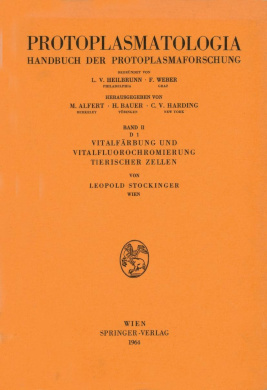 PROTOPLASMATOLOGIA
HANDBUCH DER PROTOPLASMAFORSCHUNG
BEGRÜNDET VON
L. V. HEILBRUNN · F. WEBER
PHILADELPHIA GRAZ
HERAUSGEGEBEN VON
M. ALFERT · H. BAUER · C. V. HARDING
BERKELEY TÜBINGEN NEW YORK
BAND II
D 1
VITALFÄRBUNG UND
VITALFLUOROCHROMIERUNG
TIERISCHER ZELLEN
VON
LEOPOLD STOCKINGER
WIEN
WIEN
SPRINGER-VERLAG
1964